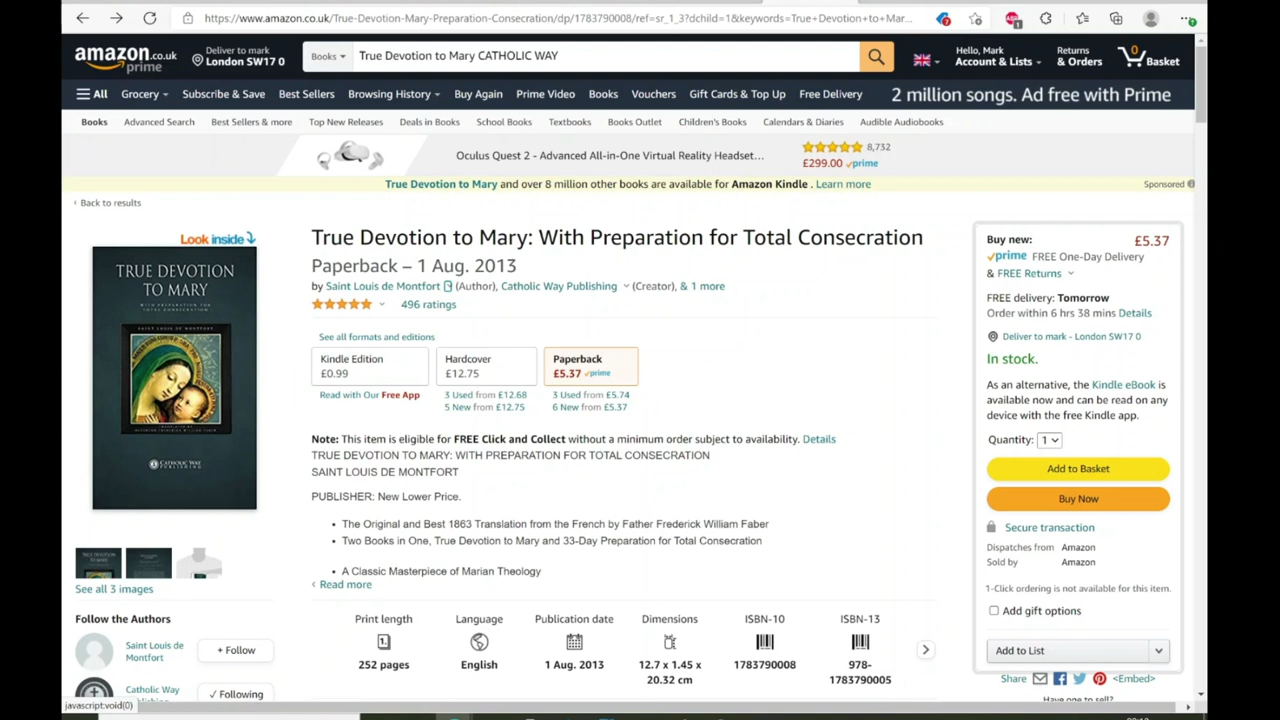 https://www.amazon.co.uk/True-Devotion-Mary-Preparation-Consecration/dp/1783790008/ref=sr_1_3?dchild=1&keywords=True+Devotion+to+Mar...
amazon.co.uk
prime
Deliver to mark
London SW17 0
Books
True Devotion to Mary CATHOLIC WAY
Hello, Mark
Account & Lists
Returns
& Orders
0
Basket
All
Grocery
Subscribe & Save
Best Sellers
Browsing History
Buy Again
Prime Video
Books
Vouchers
Gift Cards & Top Up
Free Delivery
2 million songs. Ad free with Prime
Books
Advanced Search
Best Sellers & more
Top New Releases
Deals in Books
School Books
Textbooks
Books Outlet
Children's Books
Calendars & Diaries
Audible Audiobooks
Oculus Quest 2 - Advanced All-in-One Virtual Reality Headset...
8,732
£299.00 prime
True Devotion to Mary and over 8 million other books are available for Amazon Kindle . Learn more
Sponsored
‹ Back to results
Look inside
TRUE DEVOTION
TO MARY
WITH PREPARATION FOR
TOTAL CONSECRATION
SAINT LOUIS DE MONTFORT
CATHOLIC WAY
PUBLISHING
See all 3 images
Follow the Authors
Saint Louis de
Montfort
+ Follow
Catholic Way
✓ Following
javascript:void(0)
True Devotion to Mary: With Preparation for Total Consecration
Paperback – 1 Aug. 2013
by Saint Louis de Montfort (Author), Catholic Way Publishing (Creator), & 1 more
496 ratings
See all formats and editions
Kindle Edition
£0.99
Read with Our Free App
Hardcover
£12.75
3 Used from £12.68
5 New from £12.75
Paperback
£5.37 prime
3 Used from £5.74
6 New from £5.37
Note: This item is eligible for FREE Click and Collect without a minimum order subject to availability. Details
TRUE DEVOTION TO MARY: WITH PREPARATION FOR TOTAL CONSECRATION
SAINT LOUIS DE MONTFORT
PUBLISHER: New Lower Price.
• The Original and Best 1863 Translation from the French by Father Frederick William Faber
• Two Books in One, True Devotion to Mary and 33-Day Preparation for Total Consecration
• A Classic Masterpiece of Marian Theology
‹ Read more
Print length
252 pages
Language
English
Publication date
1 Aug. 2013
Dimensions
12.7 x 1.45 x
20.32 cm
ISBN-10
1783790008
ISBN-13
978-
1783790005
Buy new:
£5.37
prime FREE One-Day Delivery
& FREE Returns
FREE delivery: Tomorrow
Order within 6 hrs 38 mins Details
Deliver to mark - London SW17 0
In stock.
As an alternative, the Kindle eBook is
available now and can be read on any
device with the free Kindle app.
Quantity: 1
Add to Basket
Buy Now
Secure transaction
Dispatches from Amazon
Sold by Amazon
1-Click ordering is not available for this item.
Add gift options
Add to List
Share
<Embed>
Have one to sell?